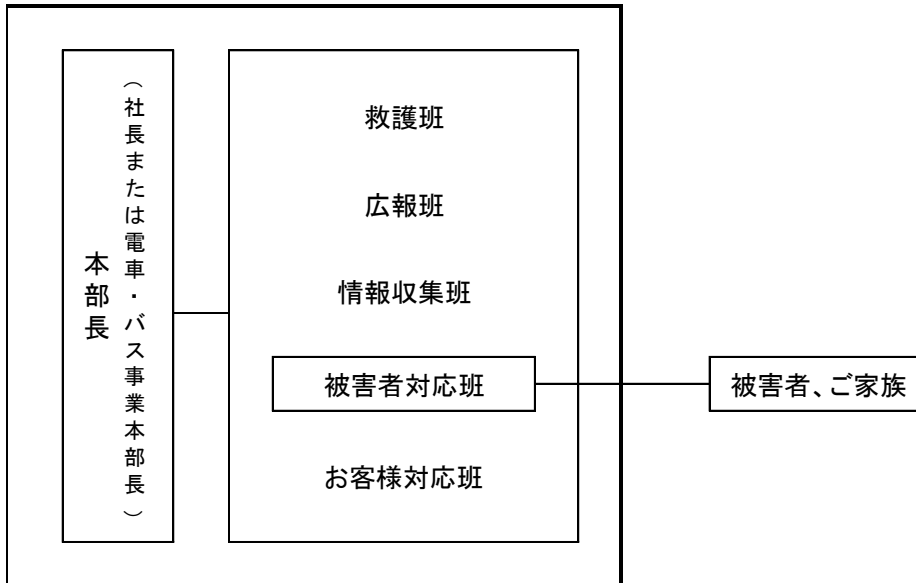 本部長
（社長または電車・バス事業本部長）
救護班
広報班
情報収集班
被害者対応班
お客様対応班
被害者、ご家族